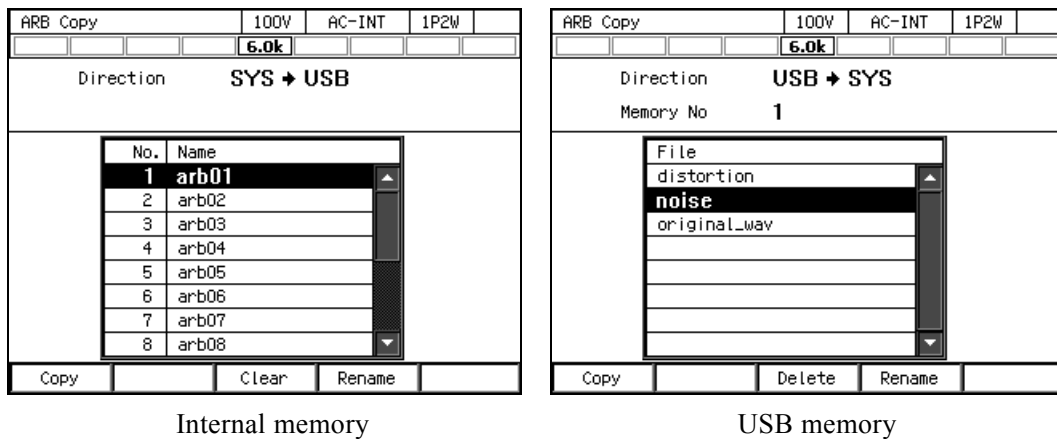 ARB Copy 100V AC-INT 1P2W
6.0k
Direction SYS → USB
No. Name
1 arb01
2 arb02
3 arb03
4 arb04
5 arb05
6 arb06
7 arb07
8 arb08
Copy Clear Rename
Internal memory
ARB Copy 100V AC-INT 1P2W
6.0k
Direction USB → SYS
Memory No 1
File
distortion
noise
original_wav
Copy Delete Rename
USB memory